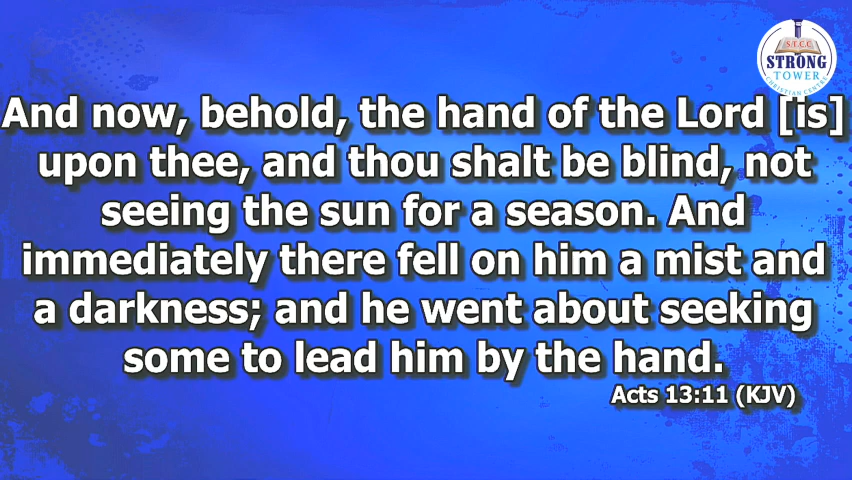 S.T.C.C
STRONG
TOWER
CHRISTIAN CENTRE
And now, behold, the hand of the Lord [is]
upon thee, and thou shalt be blind, not
seeing the sun for a season. And
immediately there fell on him a mist and
a darkness; and he went about seeking
some to lead him by the hand.
Acts 13:11 (KJV)